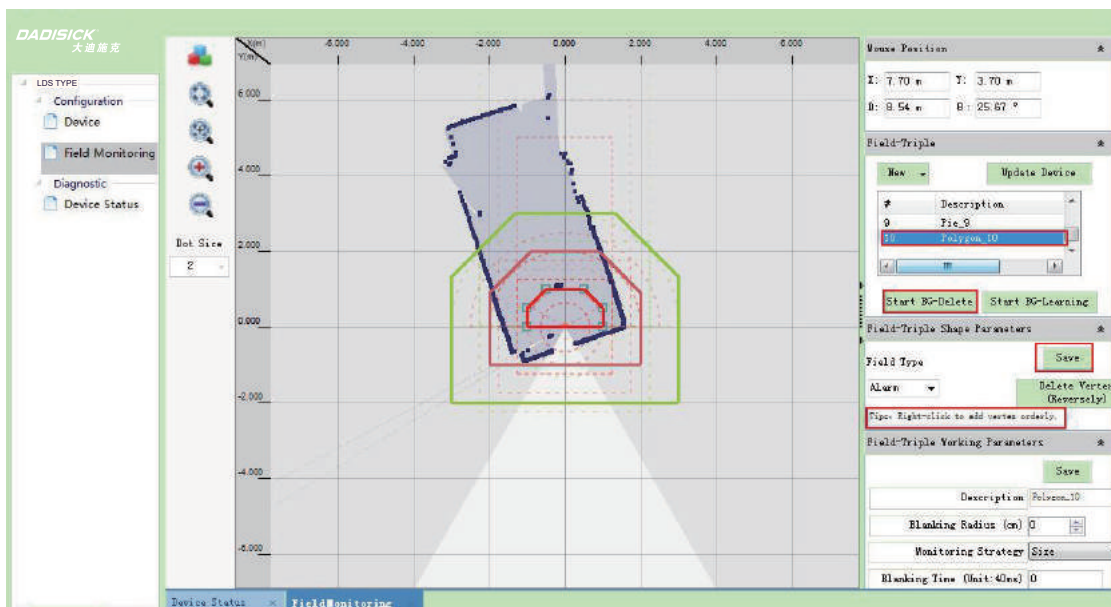 DADISICK
大迪施克
LDS TYPE
Configuration
Device
Field Monitoring
Diagnostic
Device Status
Dot Size
2
X(m)
Y(m)
-6.000 -4.000 -2.000 0.000 2.000 4.000 6.000
6.000
4.000
2.000
0.000
-2.000
-4.000
-6.000
Mouse Position
X: 7.70 m Y: 3.70 m
D: 8.54 m θ: 25.67 °
Field-Triple
New Update Device
# Description
9 Pie_9
10 Polygon_10
Start BG-Delete Start BG-Learning
Field-Triple Shape Parameters
Save
Field Type
Alarm
Delete Vertex
(Reversely)
Tips: Right-click to add vertex orderly.
Field-Triple Working Parameters
Save
Description Polygon_10
Blanking Radius (cm) 0
Monitoring Strategy Size
Blanking Time (Unit:40ms) 0
Device Status × FieldMonitoring